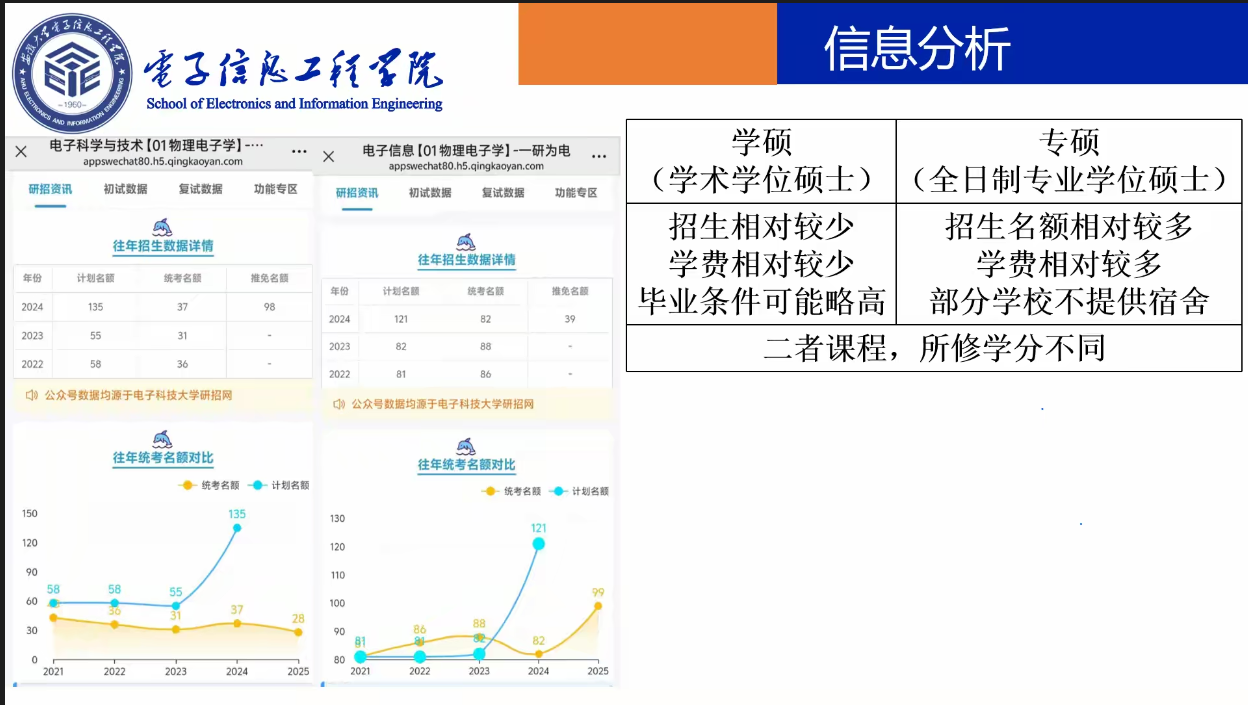 安徽大学电子信息工程学院
AHU ELECTRONICS AND INFORMATION ENGINEERING
~1960~
電子信息工程学院
School of Electronics and Information Engineering
信息分析
电子科学与技术【01物理电子学】-…
appswechat80.h5.qingkaoyan.com
研招资讯 初试数据 复试数据 功能专区
往年招生数据详情
年份 计划名额 统考名额 推免名额
2024 135 37 98
2023 55 31 -
2022 58 36 -
公众号数据均源于电子科技大学研招网
往年统考名额对比
统考名额 计划名额
150
120
90
60
30
0
58 58 55 135
36 31 37 28
2021 2022 2023 2024 2025
电子信息【01物理电子学】-一研为电
appswechat80.h5.qingkaoyan.com
研招资讯 初试数据 复试数据 功能专区
往年招生数据详情
年份 计划名额 统考名额 推免名额
2024 121 82 39
2023 82 88 -
2022 81 86 -
公众号数据均源于电子科技大学研招网
往年统考名额对比
统考名额 计划名额
130
120
110
100
90
80
81 81 82 121
81 86 88 82 99
2021 2022 2023 2024 2025
学硕
（学术学位硕士）
专硕
（全日制专业学位硕士）
招生相对较少
学费相对较少
毕业条件可能略高
招生名额相对较多
学费相对较多
部分学校不提供宿舍
二者课程，所修学分不同